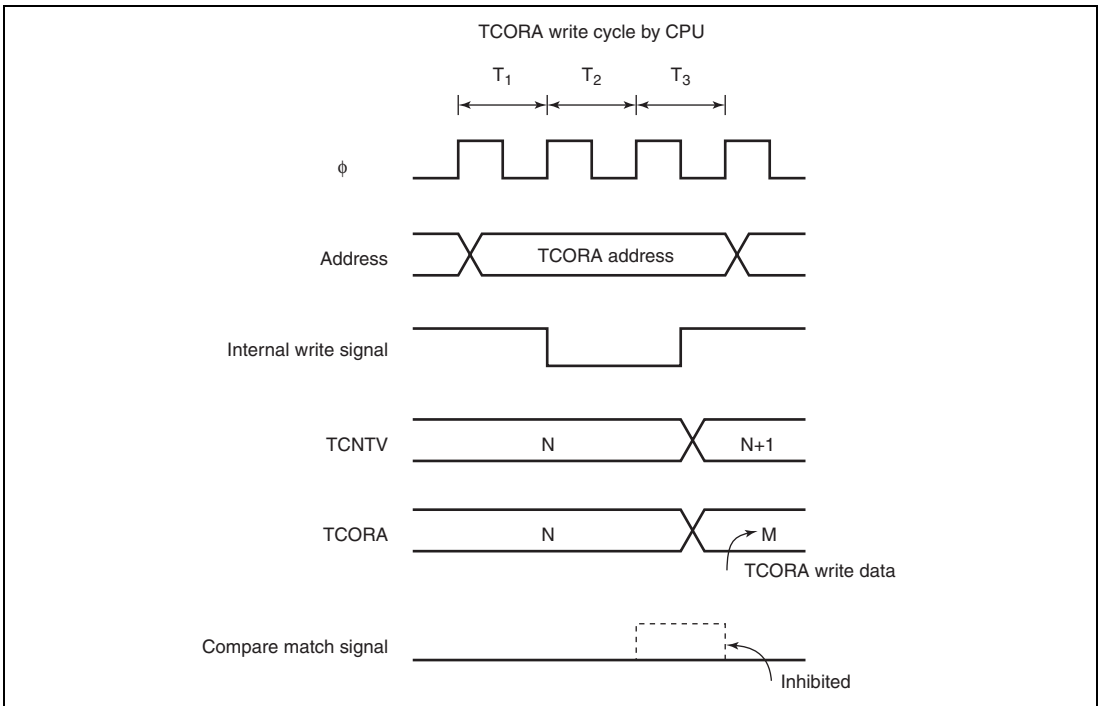 TCORA write cycle by CPU
T1 T2 T3
ϕ
Address TCORA address
Internal write signal
TCNTV N N+1
TCORA N M
TCORA write data
Compare match signal
Inhibited